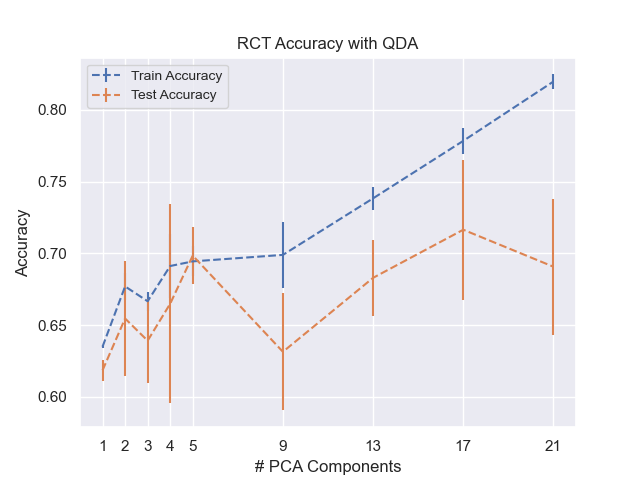 RCT Accuracy with QDA
Train Accuracy
Test Accuracy
0.80
0.75
0.70
0.65
0.60
Accuracy
1 2 3 4 5 9 13 17 21
# PCA Components